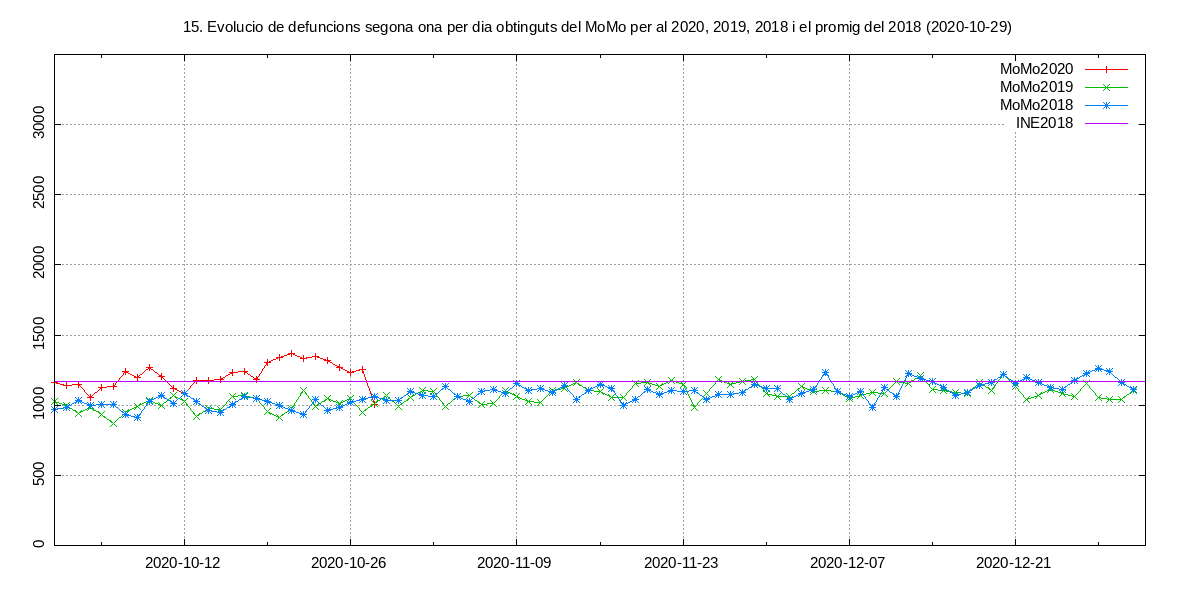 15. Evolucio de defuncions segona ona per dia obtinguts del MoMo per al 2020, 2019, 2018 i el promig del 2018 (2020-10-29)
MoMo2020
MoMo2019
MoMo2018
INE2018
3000
2500
2000
1500
1000
500
0
2020-10-12 2020-10-26 2020-11-09 2020-11-23 2020-12-07 2020-12-21